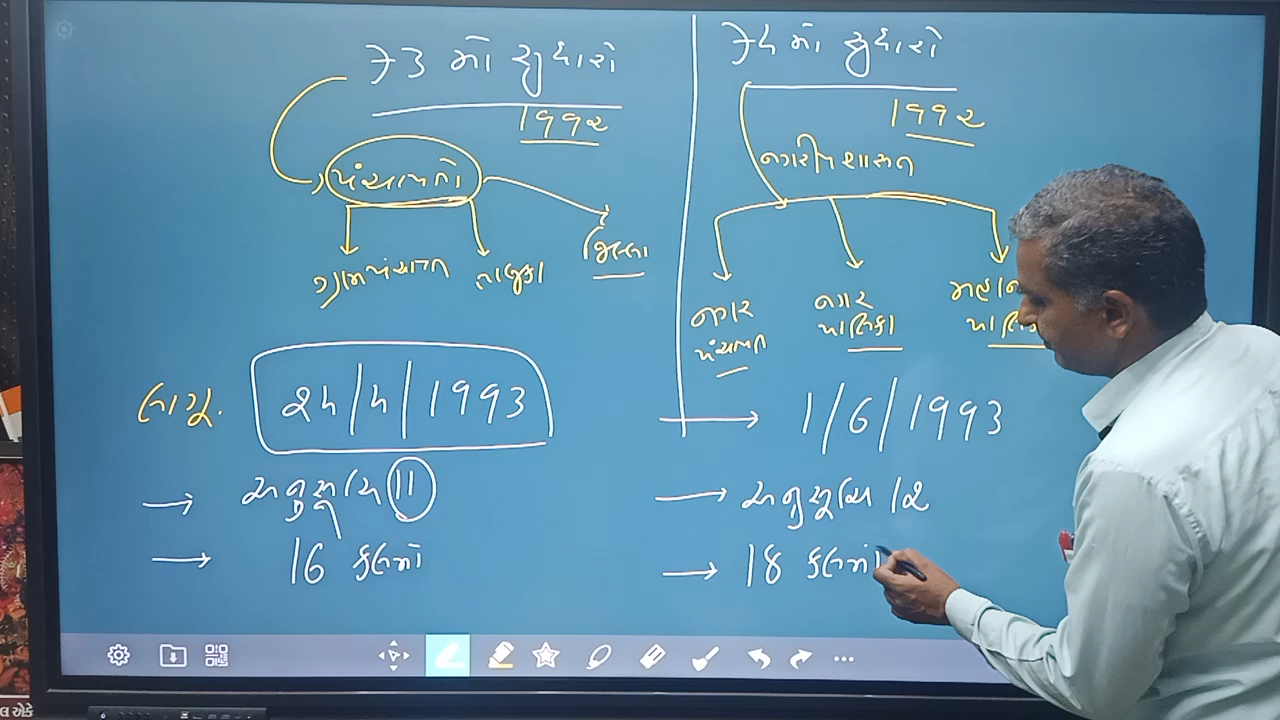 73 મો સુધારો
1992
પંચાયતો
ગ્રામપંચાયત
તાલુકા
જિલ્લા
લાગૂ.
24/4/1993
→ અનુસૂચિ 11
→ 16 કલમો
74 મો સુધારો
1992
નગરીય શાસન
નગર
પંચાયત
નગર
પાલિકા
→ 1/6/1993
→ અનુસૂચિ 12
→ 18 કલમો